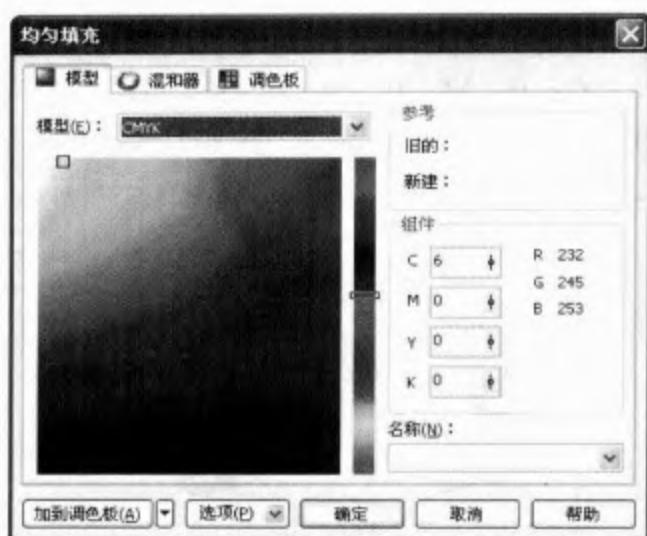 均匀填充
模型 混和器 调色板
模型(E)： CMYK
参考
旧的：
新建：
组件
C 6 R 232
G 245
M 0 B 253
Y 0
K 0
名称(N)：
加到调色板(A) 选项(P) 确定 取消 帮助